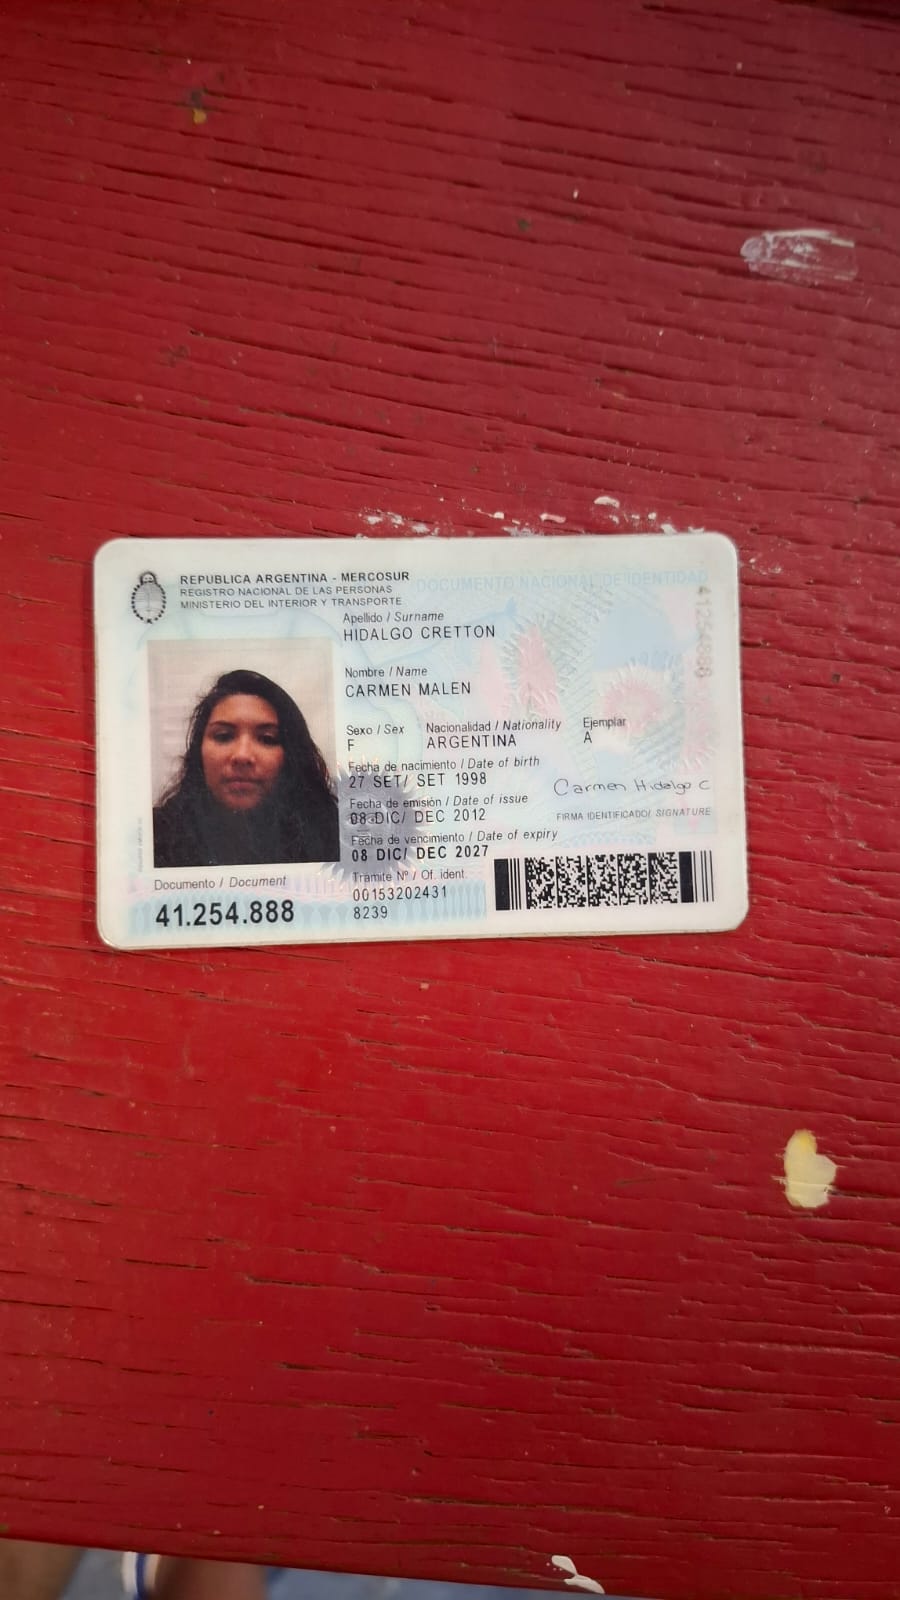 REPUBLICA ARGENTINA - MERCOSUR
REGISTRO NACIONAL DE LAS PERSONAS
MINISTERIO DEL INTERIOR Y TRANSPORTE
DOCUMENTO NACIONAL DE IDENTIDAD
Apellido / Surname
HIDALGO CRETTON
Nombre / Name
CARMEN MALEN
Sexo / Sex Nacionalidad / Nationality Ejemplar
F ARGENTINA A
Fecha de nacimiento / Date of birth
27 SET/ SET 1998
Fecha de emisión / Date of issue
08 DIC/ DEC 2012
Fecha de vencimiento / Date of expiry
08 DIC/ DEC 2027
Carmen Hidalgo C
FIRMA IDENTIFICADO/ SIGNATURE
Documento / Document
41.254.888
Trámite Nº / Of. ident.
00153202431
8239
41254888